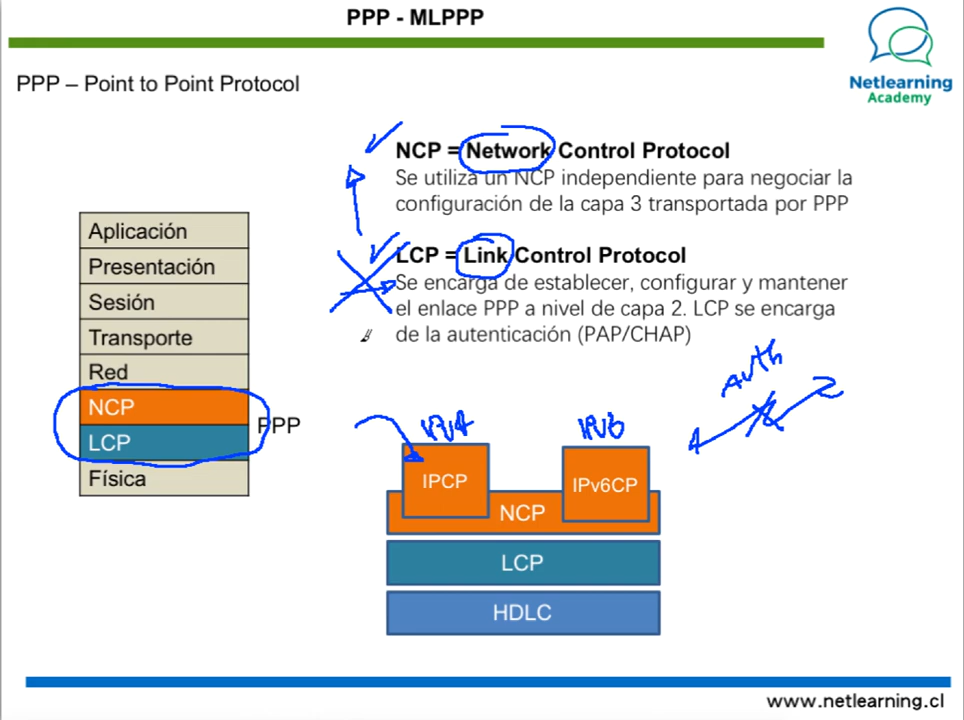 PPP - MLPPP
Netlearning
Academy
PPP – Point to Point Protocol
NCP = Network Control Protocol
Se utiliza un NCP independiente para negociar la
configuración de la capa 3 transportada por PPP
LCP = Link Control Protocol
Se encarga de establecer, configurar y mantener
el enlace PPP a nivel de capa 2. LCP se encarga
de la autenticación (PAP/CHAP)
Aplicación
Presentación
Sesión
Transporte
Red
NCP
LCP
PPP
Física
Auth
IPv4
IPv6
IPCP
IPv6CP
NCP
LCP
HDLC
www.netlearning.cl